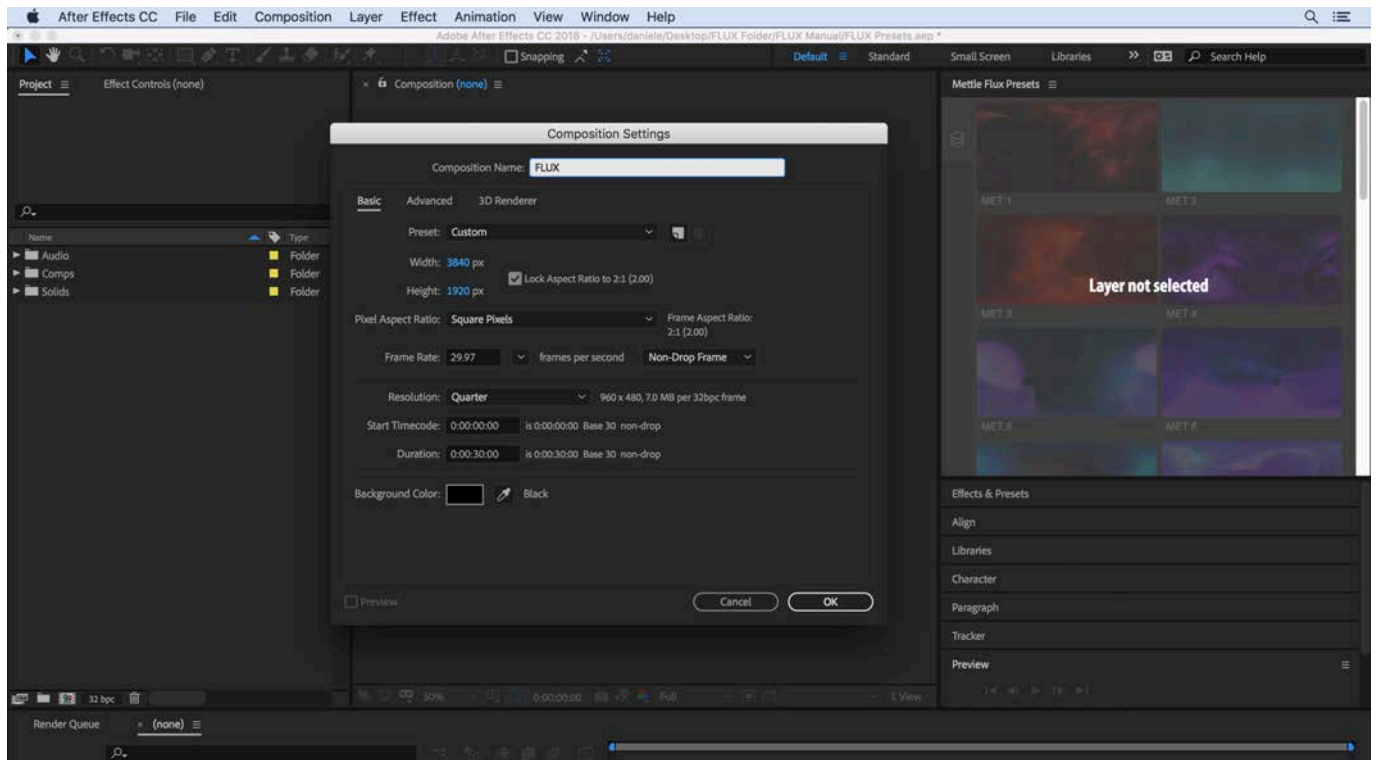 After Effects CC File Edit Composition Layer Effect Animation View Window Help
Adobe After Effects CC 2018 - /Users/daniele/Desktop/FLUX Folder/FLUX Manual/FLUX Presets.aep *
Snapping Default Standard Small Screen Libraries Search Help
Project Effect Controls (none) Composition (none) Mettle Flux Presets
Composition Settings
Composition Name: FLUX
Basic Advanced 3D Renderer
MET 1 MET 2
Preset: Custom
Name Type
Audio Folder
Comps Folder
Solids Folder
Width: 3840 px
Lock Aspect Ratio to 2:1 (2.00)
Height: 1920 px
Layer not selected
MET 3 MET 4
Pixel Aspect Ratio: Square Pixels Frame Aspect Ratio:
2:1 (2.00)
Frame Rate: 29.97 frames per second Non-Drop Frame
Resolution: Quarter 960 x 480, 7.0 MB per 32bpc frame
Start Timecode: 0:00:00:00 is 0:00:00:00 Base 30 non-drop
MET 5 MET 6
Duration: 0:00:30:00 is 0:00:30:00 Base 30 non-drop
Background Color: Black
Effects & Presets
Align
Libraries
Character
Paragraph
Tracker
Preview
Preview Cancel OK
32 bpc 50% 0:00:00:00 Full 1 View
Render Queue (none)